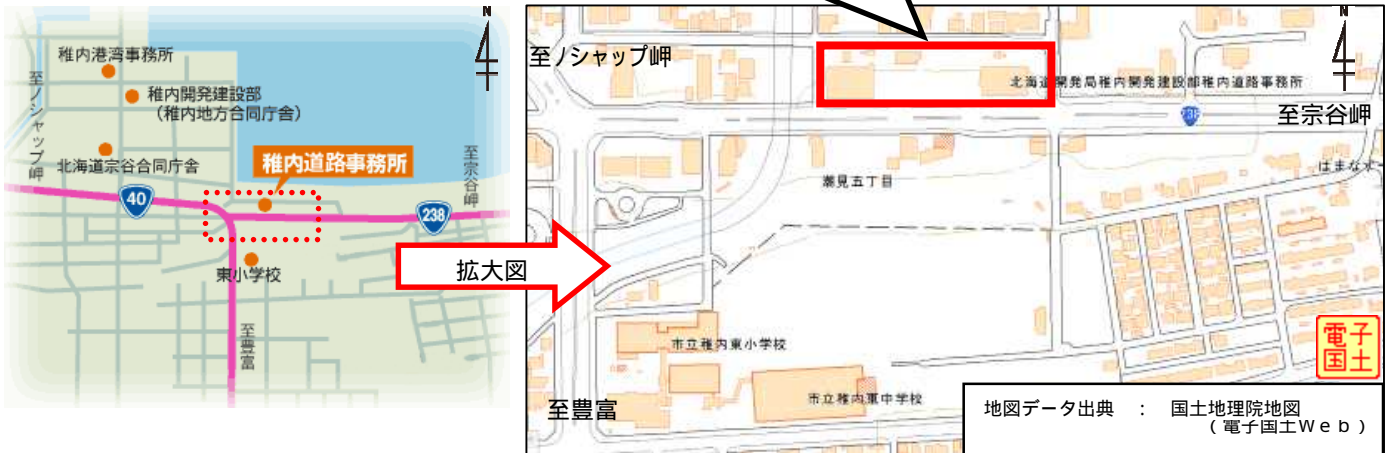 N
稚内港湾事務所
稚内開発建設部
(稚内地方合同庁舎)
至ノシャップ岬
北海道宗谷合同庁舎
稚内道路事務所
至宗谷岬
40
238
東小学校
至豊富
拡大図
N
至ノシャップ岬
北海道開発局稚内開発建設部稚内道路事務所
238
至宗谷岬
潮見五丁目
市立稚内東小学校
市立稚内東中学校
至豊富
電子
国土
地図データ出典 : 国土地理院地図
(電子国土Web)